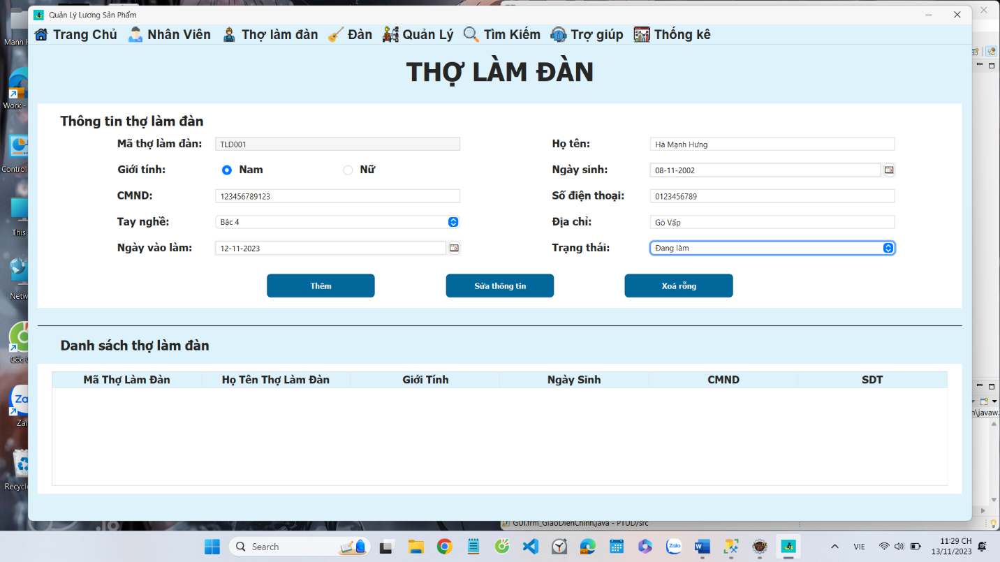 Quản Lý Lương Sản Phẩm
Trang Chủ Nhân Viên Thợ làm đàn Đàn Quản Lý Tìm Kiếm Trợ giúp Thống kê
THỢ LÀM ĐÀN
Thông tin thợ làm đàn
Mã thợ làm đàn: TLD001 Họ tên: Hà Mạnh Hưng
Giới tính: Nam Nữ Ngày sinh: 08-11-2002
CMND: 123456789123 Số điện thoại: 0123456789
Tay nghề: Bậc 4 Địa chỉ: Gò Vấp
Ngày vào làm: 12-11-2023 Trạng thái: Đang làm
Thêm Sửa thông tin Xoá rỗng
Danh sách thợ làm đàn
Mã Thợ Làm Đàn Họ Tên Thợ Làm Đàn Giới Tính Ngày Sinh CMND SDT
Manh
Work -
Control
This
Netw
Cốc C
Za
Zal
Recycle
n\javaw.
GUI.frm_GiaoDienChinh.java - PTUD/src
Search
Zalo
VIE
11:29 CH
13/11/2023